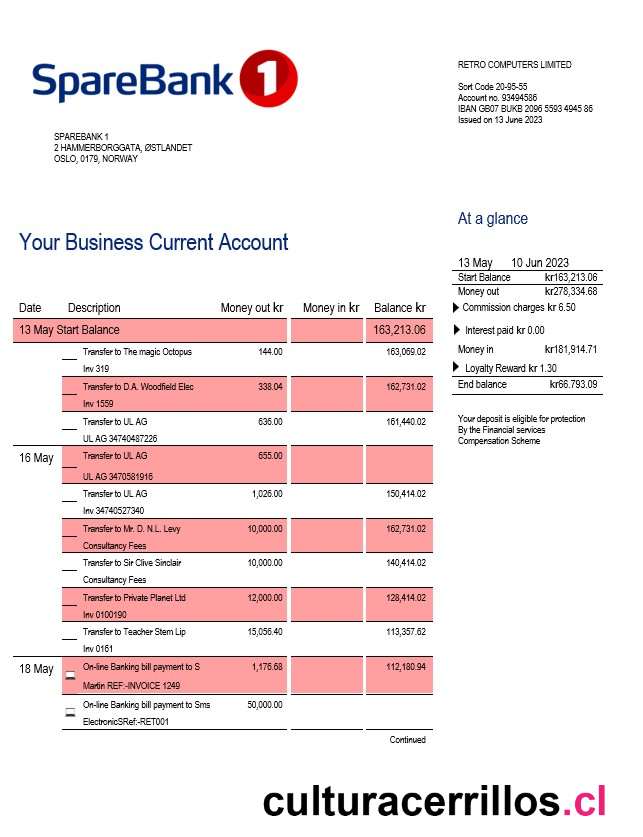 SpareBank 1
RETRO COMPUTERS LIMITED
Sort Code 20-95-55
Account no. 93494586
IBAN GB07 BUKB 2096 5593 4945 86
Issued on 13 June 2023
SPAREBANK 1
2 HAMMERBORGGATA, ØSTLANDET
OSLO, 0179, NORWAY
At a glance
13 May 10 Jun 2023
Start Balance kr163,213.06
Money out kr278,334.68
Commission charges kr 6.50
Interest paid kr 0.00
Money in kr181,914.71
Loyalty Reward kr 1.30
End balance kr66.793.09
Your deposit is eligible for protection
By the Financial services
Compensation Scheme
Your Business Current Account
Date Description Money out kr Money in kr Balance kr
13 May Start Balance 163,213.06
Transfer to The magic Octopus 144.00 163,069.02
Inv 319
Transfer to D.A. Woodfield Elec 338.04 162,731.02
Inv 1559
Transfer to UL AG 636.00 161,440.02
UL AG 34740487226
16 May Transfer to UL AG 655.00
UL AG 3470581916
Transfer to UL AG 1,026.00 150,414.02
Inv 34740527340
Transfer to Mr. D. N.L. Levy 10,000.00 162,731.02
Consultancy Fees
Transfer to Sir Clive Sinclair 10,000.00 140,414.02
Consultancy Fees
Transfer to Private Planet Ltd 12,000.00 128,414.02
Inv 0100190
Transfer to Teacher Stem Lip 15,056.40 113,357.62
Inv 0161
18 May On-line Banking bill payment to S 1,176.68 112,180.94
Martin REF:-INVOICE 1249
On-line Banking bill payment to Sms 50,000.00
ElectronicSRef:-RET001
Continued
culturacerrillos.cl